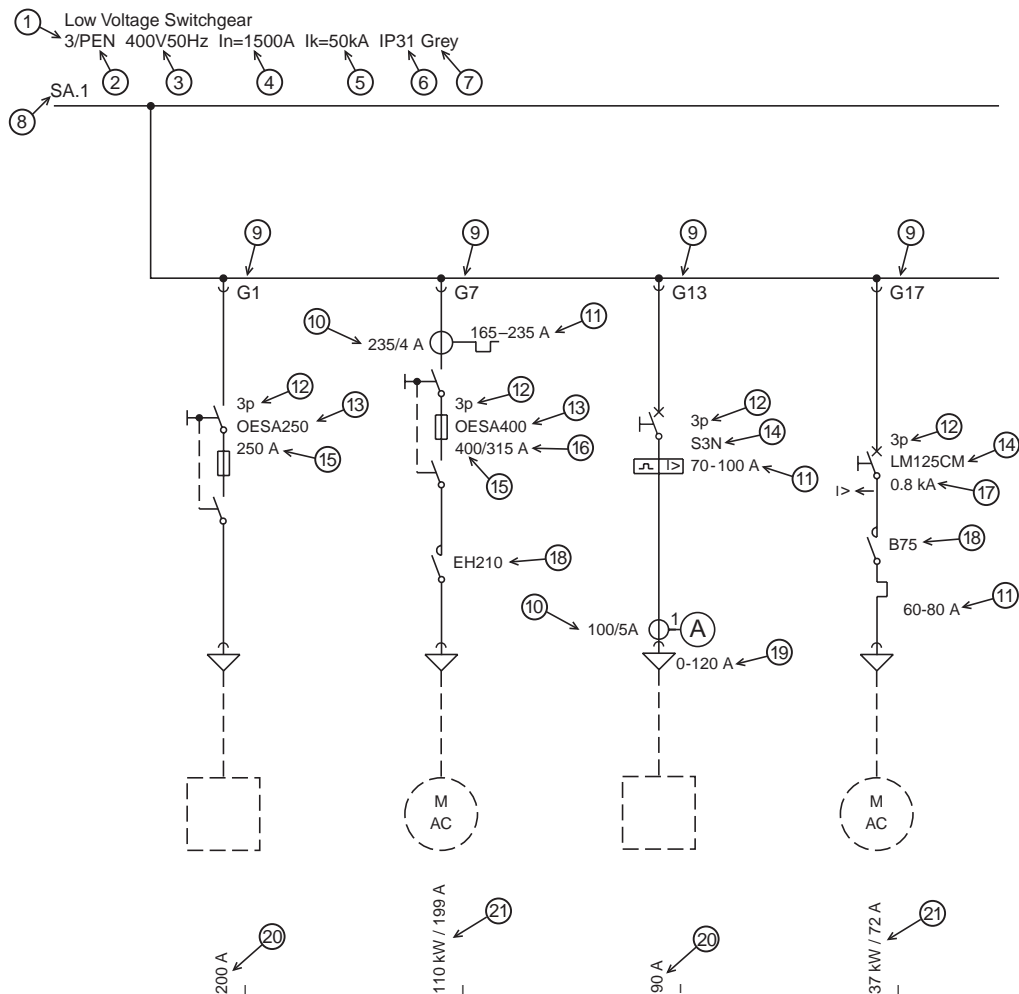 1 Low Voltage Switchgear
3/PEN 400V50Hz In=1500A Ik=50kA IP31 Grey
2 3 4 5 6 7
8 SA.1
9 9 9 9
G1 G7 G13 G17
10 235/4 A 165–235 A 11
3p 12
OESA250 13
250 A 15
3p 12
OESA400 13
400/315 A 16
15
EH210 18
3p 12
S3N 14
I> 70-100 A 11
10 100/5A 1 A
0-120 A 19
3p 12
LM125CM 14
I> 0.8 kA 17
B75 18
60-80 A 11
M
AC
M
AC
200 A 20
110 kW / 199 A 21
90 A 20
37 kW / 72 A 21